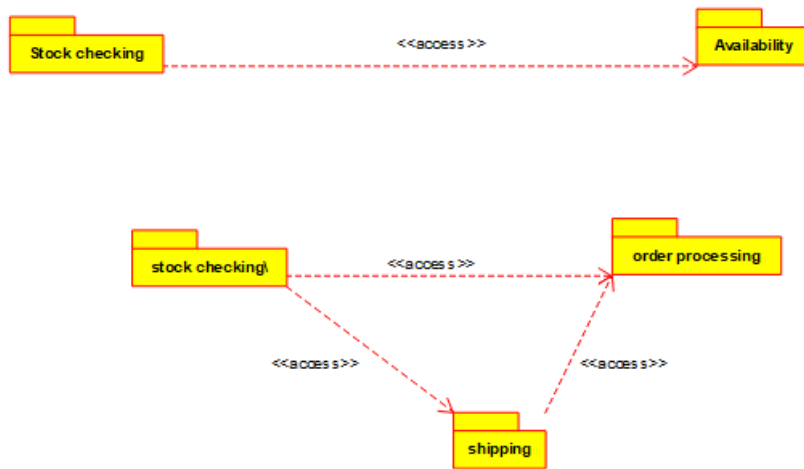 Stock checking
<<access>>
Availability
stock checking\
<<access>>
order processing
<<access>>
<<access>>
shipping